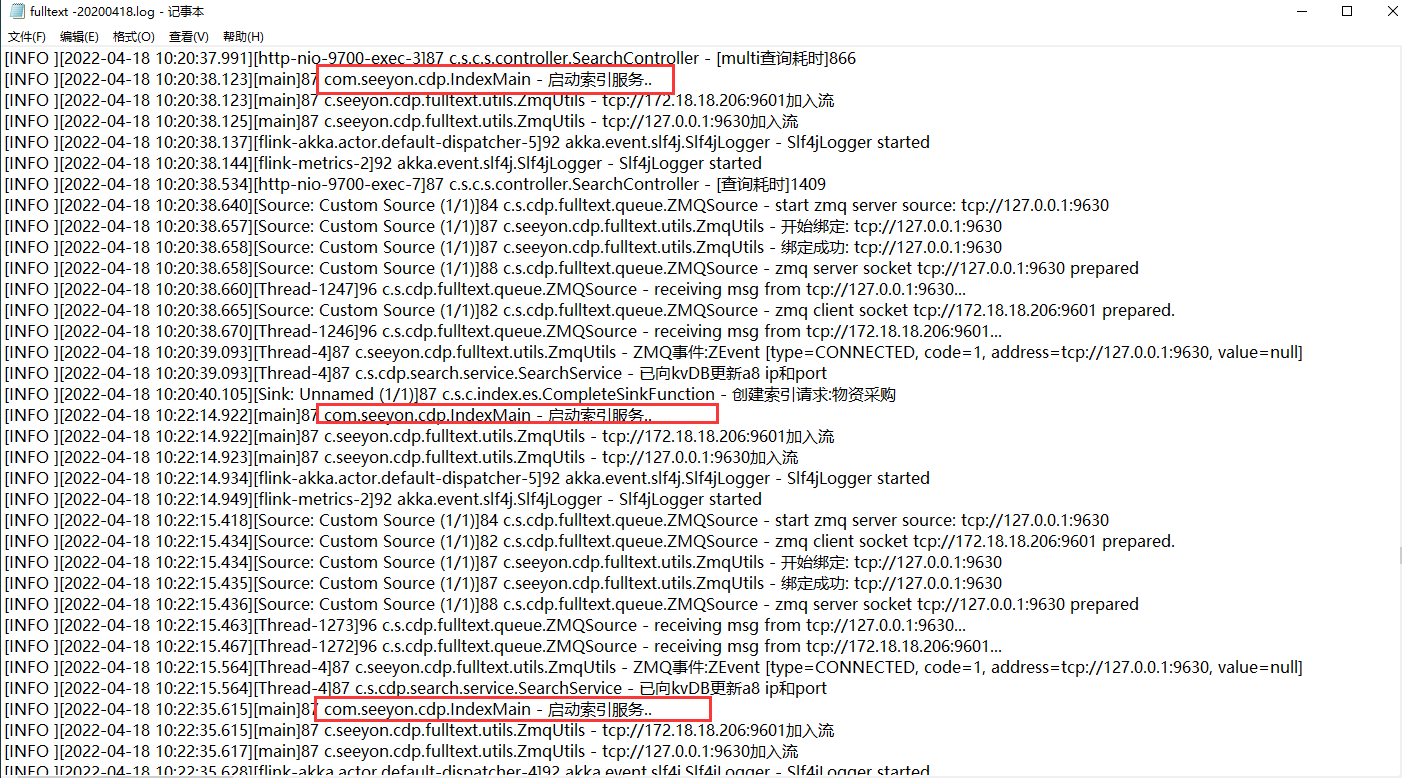 fulltext -20200418.log - 记事本
文件(F) 编辑(E) 格式(O) 查看(V) 帮助(H)
[INFO ][2022-04-18 10:20:37.991][http-nio-9700-exec-3]87 c.s.c.s.controller.SearchController - [multi查询耗时]866
[INFO ][2022-04-18 10:20:38.123][main]87 com.seeyon.cdp.IndexMain - 启动索引服务..
[INFO ][2022-04-18 10:20:38.123][main]87 c.seeyon.cdp.fulltext.utils.ZmqUtils - tcp://172.18.18.206:9601加入流
[INFO ][2022-04-18 10:20:38.125][main]87 c.seeyon.cdp.fulltext.utils.ZmqUtils - tcp://127.0.0.1:9630加入流
[INFO ][2022-04-18 10:20:38.137][flink-akka.actor.default-dispatcher-5]92 akka.event.slf4j.Slf4jLogger - Slf4jLogger started
[INFO ][2022-04-18 10:20:38.144][flink-metrics-2]92 akka.event.slf4j.Slf4jLogger - Slf4jLogger started
[INFO ][2022-04-18 10:20:38.534][http-nio-9700-exec-7]87 c.s.c.s.controller.SearchController - [查询耗时]1409
[INFO ][2022-04-18 10:20:38.640][Source: Custom Source (1/1)]84 c.s.cdp.fulltext.queue.ZMQSource - start zmq server source: tcp://127.0.0.1:9630
[INFO ][2022-04-18 10:20:38.657][Source: Custom Source (1/1)]87 c.seeyon.cdp.fulltext.utils.ZmqUtils - 开始绑定: tcp://127.0.0.1:9630
[INFO ][2022-04-18 10:20:38.658][Source: Custom Source (1/1)]87 c.seeyon.cdp.fulltext.utils.ZmqUtils - 绑定成功: tcp://127.0.0.1:9630
[INFO ][2022-04-18 10:20:38.658][Source: Custom Source (1/1)]88 c.s.cdp.fulltext.queue.ZMQSource - zmq server socket tcp://127.0.0.1:9630 prepared
[INFO ][2022-04-18 10:20:38.660][Thread-1247]96 c.s.cdp.fulltext.queue.ZMQSource - receiving msg from tcp://127.0.0.1:9630...
[INFO ][2022-04-18 10:20:38.665][Source: Custom Source (1/1)]82 c.s.cdp.fulltext.queue.ZMQSource - zmq client socket tcp://172.18.18.206:9601 prepared.
[INFO ][2022-04-18 10:20:38.670][Thread-1246]96 c.s.cdp.fulltext.queue.ZMQSource - receiving msg from tcp://172.18.18.206:9601...
[INFO ][2022-04-18 10:20:39.093][Thread-4]87 c.seeyon.cdp.fulltext.utils.ZmqUtils - ZMQ事件:ZEvent [type=CONNECTED, code=1, address=tcp://127.0.0.1:9630, value=null]
[INFO ][2022-04-18 10:20:39.093][Thread-4]87 c.s.cdp.search.service.SearchService - 已向kvDB更新a8 ip和port
[INFO ][2022-04-18 10:20:40.105][Sink: Unnamed (1/1)]87 c.s.c.index.es.CompleteSinkFunction - 创建索引请求:物资采购
[INFO ][2022-04-18 10:22:14.922][main]87 com.seeyon.cdp.IndexMain - 启动索引服务..
[INFO ][2022-04-18 10:22:14.922][main]87 c.seeyon.cdp.fulltext.utils.ZmqUtils - tcp://172.18.18.206:9601加入流
[INFO ][2022-04-18 10:22:14.923][main]87 c.seeyon.cdp.fulltext.utils.ZmqUtils - tcp://127.0.0.1:9630加入流
[INFO ][2022-04-18 10:22:14.934][flink-akka.actor.default-dispatcher-5]92 akka.event.slf4j.Slf4jLogger - Slf4jLogger started
[INFO ][2022-04-18 10:22:14.949][flink-metrics-2]92 akka.event.slf4j.Slf4jLogger - Slf4jLogger started
[INFO ][2022-04-18 10:22:15.418][Source: Custom Source (1/1)]84 c.s.cdp.fulltext.queue.ZMQSource - start zmq server source: tcp://127.0.0.1:9630
[INFO ][2022-04-18 10:22:15.434][Source: Custom Source (1/1)]82 c.s.cdp.fulltext.queue.ZMQSource - zmq client socket tcp://172.18.18.206:9601 prepared.
[INFO ][2022-04-18 10:22:15.434][Source: Custom Source (1/1)]87 c.seeyon.cdp.fulltext.utils.ZmqUtils - 开始绑定: tcp://127.0.0.1:9630
[INFO ][2022-04-18 10:22:15.435][Source: Custom Source (1/1)]87 c.seeyon.cdp.fulltext.utils.ZmqUtils - 绑定成功: tcp://127.0.0.1:9630
[INFO ][2022-04-18 10:22:15.436][Source: Custom Source (1/1)]88 c.s.cdp.fulltext.queue.ZMQSource - zmq server socket tcp://127.0.0.1:9630 prepared
[INFO ][2022-04-18 10:22:15.463][Thread-1273]96 c.s.cdp.fulltext.queue.ZMQSource - receiving msg from tcp://127.0.0.1:9630...
[INFO ][2022-04-18 10:22:15.467][Thread-1272]96 c.s.cdp.fulltext.queue.ZMQSource - receiving msg from tcp://172.18.18.206:9601...
[INFO ][2022-04-18 10:22:15.564][Thread-4]87 c.seeyon.cdp.fulltext.utils.ZmqUtils - ZMQ事件:ZEvent [type=CONNECTED, code=1, address=tcp://127.0.0.1:9630, value=null]
[INFO ][2022-04-18 10:22:15.564][Thread-4]87 c.s.cdp.search.service.SearchService - 已向kvDB更新a8 ip和port
[INFO ][2022-04-18 10:22:35.615][main]87 com.seeyon.cdp.IndexMain - 启动索引服务..
[INFO ][2022-04-18 10:22:35.615][main]87 c.seeyon.cdp.fulltext.utils.ZmqUtils - tcp://172.18.18.206:9601加入流
[INFO ][2022-04-18 10:22:35.617][main]87 c.seeyon.cdp.fulltext.utils.ZmqUtils - tcp://127.0.0.1:9630加入流
[INFO ][2022-04-18 10:22:35.628][flink-akka.actor.default-dispatcher-4]92 akka.event.slf4j.Slf4jLogger - Slf4jLogger started